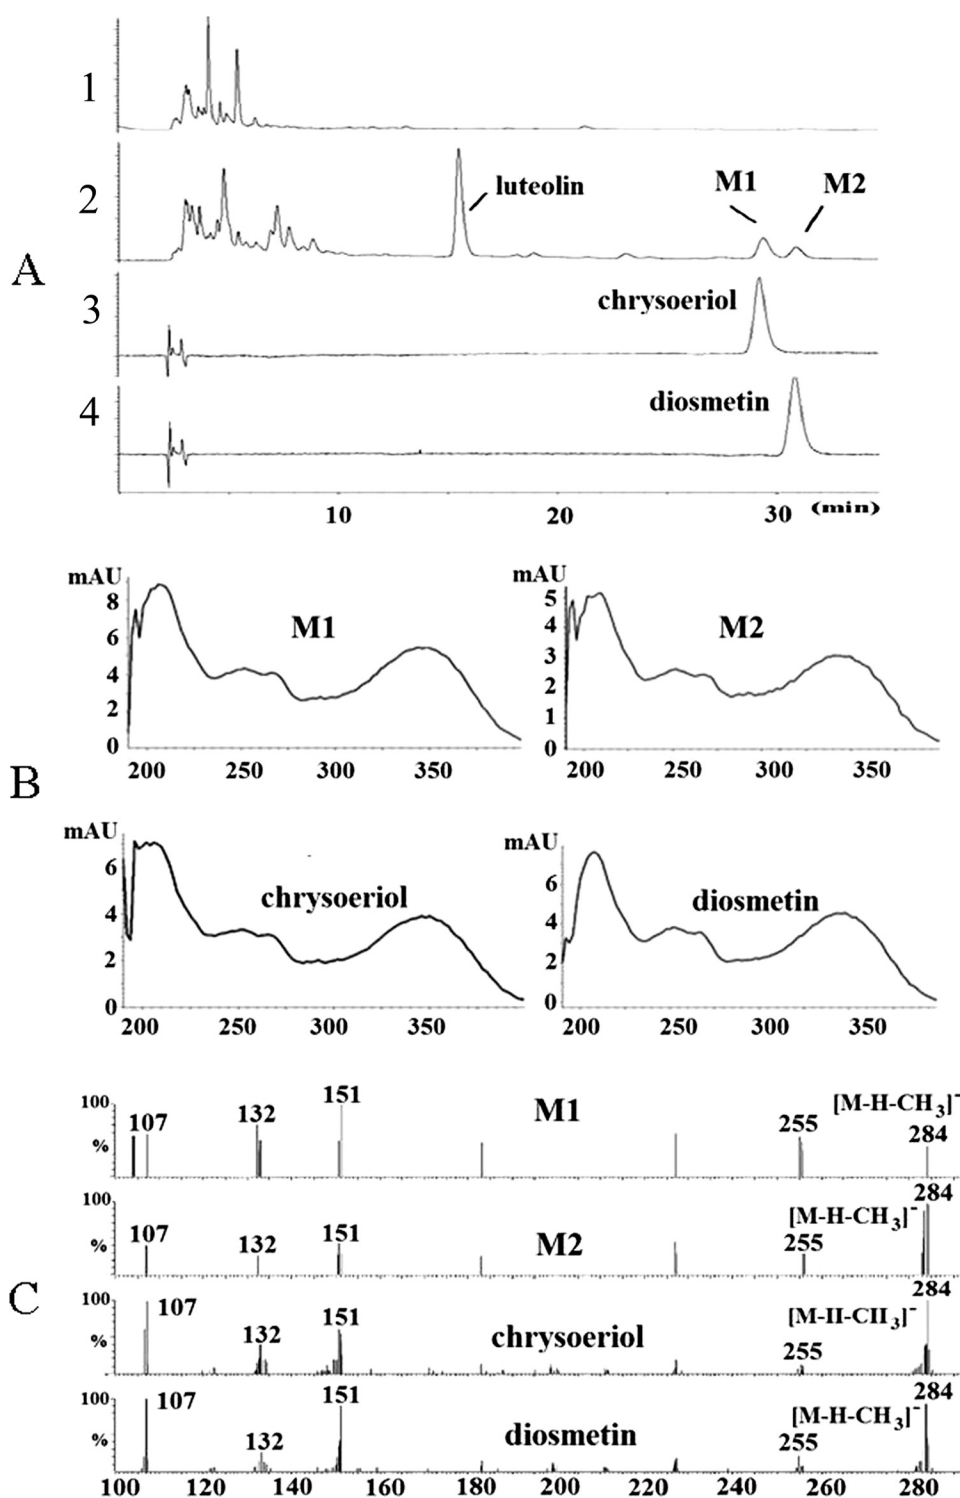 1
2
luteolin
M1
M2
A
3
chrysoeriol
4
diosmetin
10
20
30
(min)
mAU
8
6
4
2
0
M1
200
250
300
350
mAU
5
4
3
2
1
0
M2
200
250
300
350
B
mAU
6
4
2
0
chrysoeriol
200
250
300
350
mAU
6
4
2
0
diosmetin
200
250
300
350
100
%
107
132
151
M1
255
[M-H-CH3]-
284
100
%
107
132
151
M2
[M-H-CH3]-
255
284
C
100
%
107
132
151
chrysoeriol
[M-H-CH3]-
255
284
100
%
107
132
151
diosmetin
[M-H-CH3]-
255
284
100 120 140 160 180 200 220 240 260 280